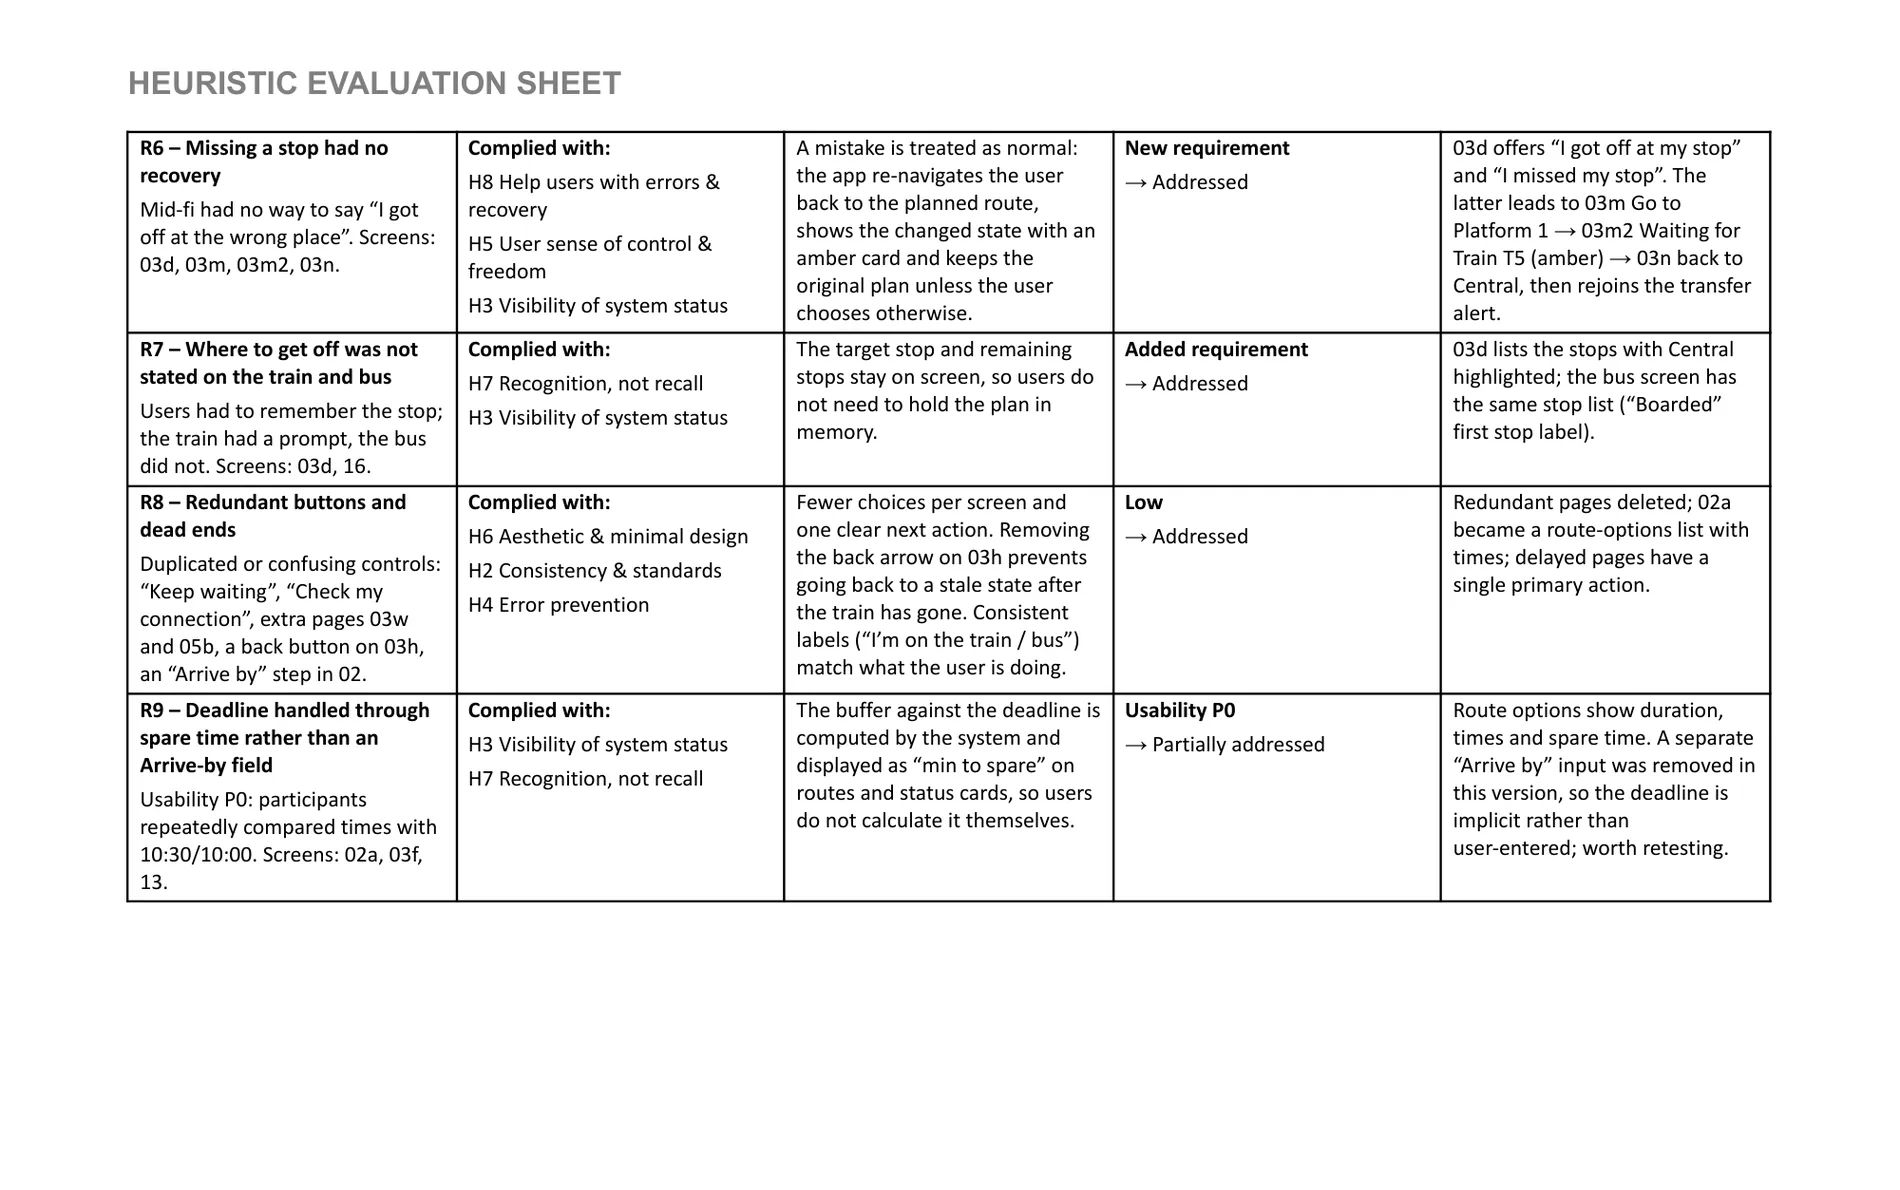 HEURISTIC EVALUATION SHEET
R6 – Missing a stop had no
recovery
Mid-fi had no way to say “I got
off at the wrong place”. Screens:
03d, 03m, 03m2, 03n.
Complied with:
H8 Help users with errors &
recovery
H5 User sense of control &
freedom
H3 Visibility of system status
A mistake is treated as normal:
the app re-navigates the user
back to the planned route,
shows the changed state with an
amber card and keeps the
original plan unless the user
chooses otherwise.
New requirement
→ Addressed
03d offers “I got off at my stop”
and “I missed my stop”. The
latter leads to 03m Go to
Platform 1 → 03m2 Waiting for
Train T5 (amber) → 03n back to
Central, then rejoins the transfer
alert.
R7 – Where to get off was not
stated on the train and bus
Users had to remember the stop;
the train had a prompt, the bus
did not. Screens: 03d, 16.
Complied with:
H7 Recognition, not recall
H3 Visibility of system status
The target stop and remaining
stops stay on screen, so users do
not need to hold the plan in
memory.
Added requirement
→ Addressed
03d lists the stops with Central
highlighted; the bus screen has
the same stop list (“Boarded”
first stop label).
R8 – Redundant buttons and
dead ends
Duplicated or confusing controls:
“Keep waiting”, “Check my
connection”, extra pages 03w
and 05b, a back button on 03h,
an “Arrive by” step in 02.
Complied with:
H6 Aesthetic & minimal design
H2 Consistency & standards
H4 Error prevention
Fewer choices per screen and
one clear next action. Removing
the back arrow on 03h prevents
going back to a stale state after
the train has gone. Consistent
labels (“I’m on the train / bus”)
match what the user is doing.
Low
→ Addressed
Redundant pages deleted; 02a
became a route-options list with
times; delayed pages have a
single primary action.
R9 – Deadline handled through
spare time rather than an
Arrive-by field
Usability P0: participants
repeatedly compared times with
10:30/10:00. Screens: 02a, 03f,
13.
Complied with:
H3 Visibility of system status
H7 Recognition, not recall
The buffer against the deadline is
computed by the system and
displayed as “min to spare” on
routes and status cards, so users
do not calculate it themselves.
Usability P0
→ Partially addressed
Route options show duration,
times and spare time. A separate
“Arrive by” input was removed in
this version, so the deadline is
implicit rather than
user-entered; worth retesting.